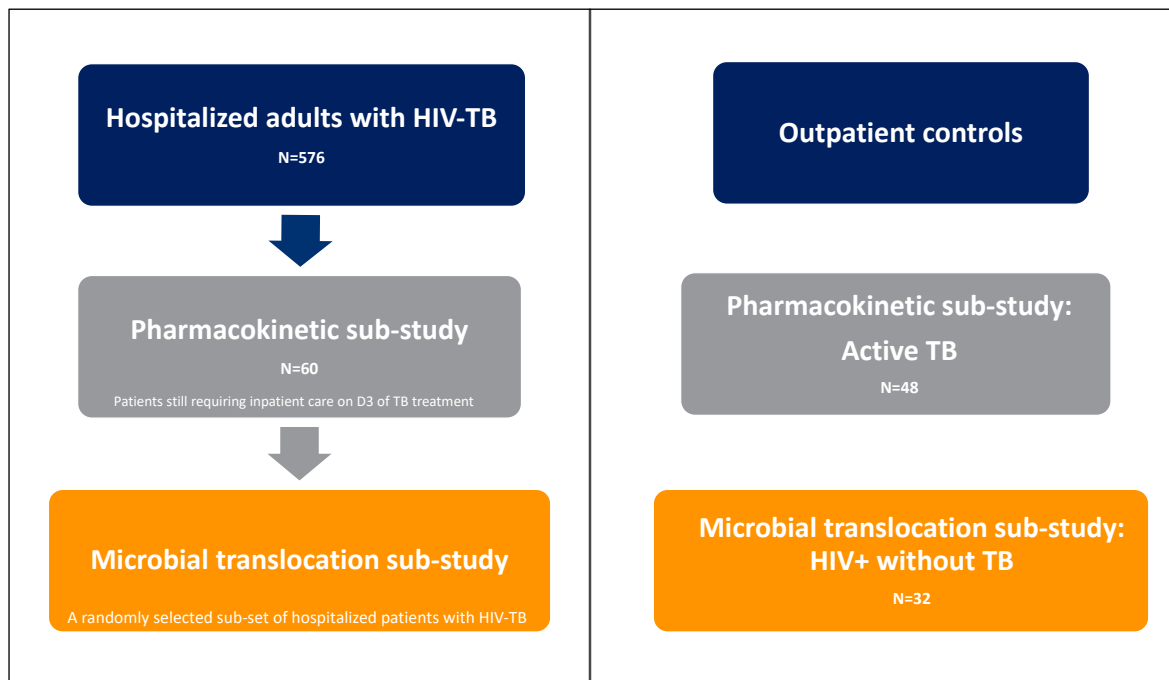 Hospitalized adults with HIV-TB
N=576
Pharmacokinetic sub-study
N=60
Patients still requiring inpatient care on D3 of TB treatment
Microbial translocation sub-study
A randomly selected sub-set of hospitalized patients with HIV-TB
Outpatient controls
Pharmacokinetic sub-study:
Active TB
N=48
Microbial translocation sub-study:
HIV+ without TB
N=32